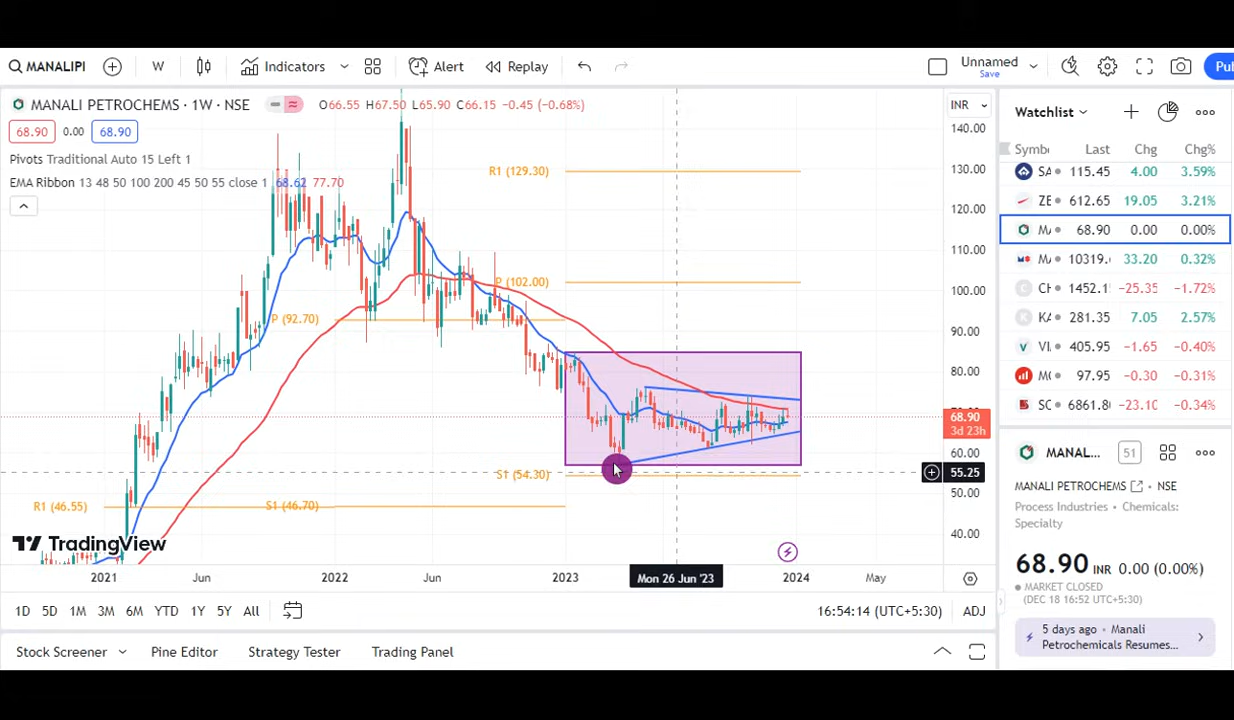 MANALIPI W Indicators Alert Replay Unnamed
Save
MANALI PETROCHEMS · 1W · NSE O66.55 H67.50 L65.90 C66.15 −0.45 (−0.68%) INR
68.90 0.00 68.90
Pivots Traditional Auto 15 Left 1
EMA Ribbon 13 48 50 100 200 45 50 55 close 1 68.62 77.70
R1 (129.30)
P (102.00)
P (92.70)
S1 (54.30)
R1 (46.55)
S1 (46.70)
140.00
130.00
120.00
110.00
100.00
90.00
80.00
68.90
3d 23h
60.00
55.25
50.00
40.00
TradingView
2021 Jun 2022 Jun 2023 Mon 26 Jun '23 2024 May
1D 5D 1M 3M 6M YTD 1Y 5Y All 16:54:14 (UTC+5:30) ADJ
Stock Screener Pine Editor Strategy Tester Trading Panel
Watchlist
Last Chg Chg%
SA 115.45 4.00 3.59%
ZE 612.65 19.05 3.21%
68.90 0.00 0.00%
10319. 33.20 0.32%
1452.1 −25.35 −1.72%
KA 281.35 7.05 2.57%
405.95 −1.65 −0.40%
97.95 −0.30 −0.31%
SC 6861.8 −23.10 −0.34%
MANAL... 51
MANALI PETROCHEMS · NSE
Process Industries • Chemicals:
Specialty
68.90 INR 0.00 (0.00%)
MARKET CLOSED
(DEC 18 16:52 UTC+5:30)
5 days ago • Manali
Petrochemicals Resumes...